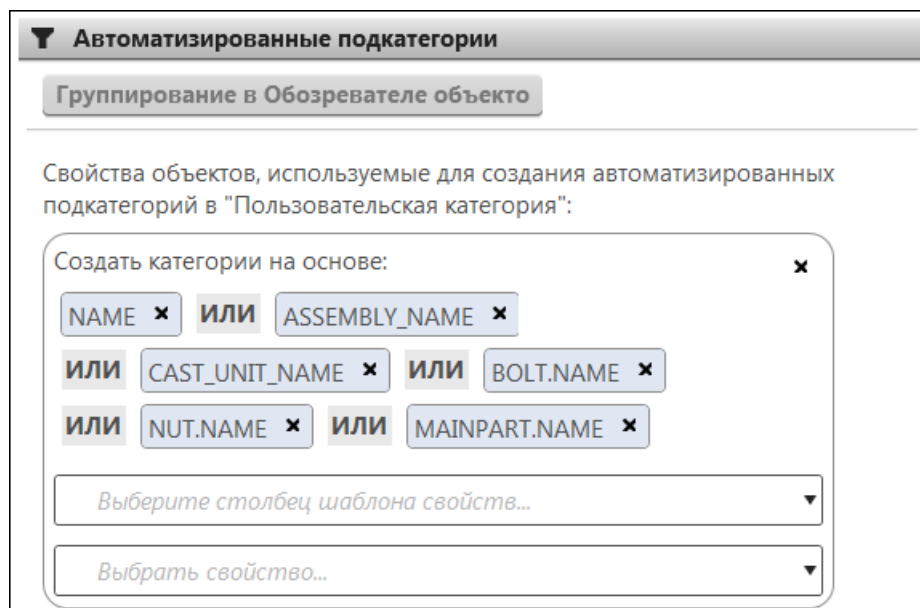 Автоматизированные подкатегории
Группирование в Обозревателе объекто
Свойства объектов, используемые для создания автоматизированных
подкатегорий в "Пользовательская категория":
Создать категории на основе:
NAME ИЛИ ASSEMBLY_NAME
ИЛИ CAST_UNIT_NAME ИЛИ BOLT.NAME
ИЛИ NUT.NAME ИЛИ MAINPART.NAME
Выберите столбец шаблона свойств...
Выбрать свойство...